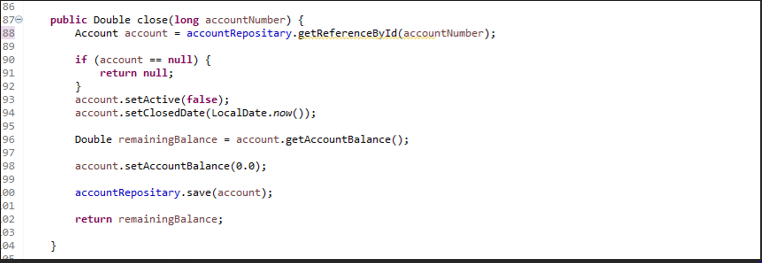 86
87 public Double close(long accountNumber) {
88 Account account = accountRepositary.getReferenceById(accountNumber);
89
90 if (account == null) {
91 return null;
92 }
93 account.setActive(false);
94 account.setClosedDate(LocalDate.now());
95
96 Double remainingBalance = account.getAccountBalance();
97
98 account.setAccountBalance(0.0);
99
00 accountRepositary.save(account);
01
02 return remainingBalance;
03
04 }
05